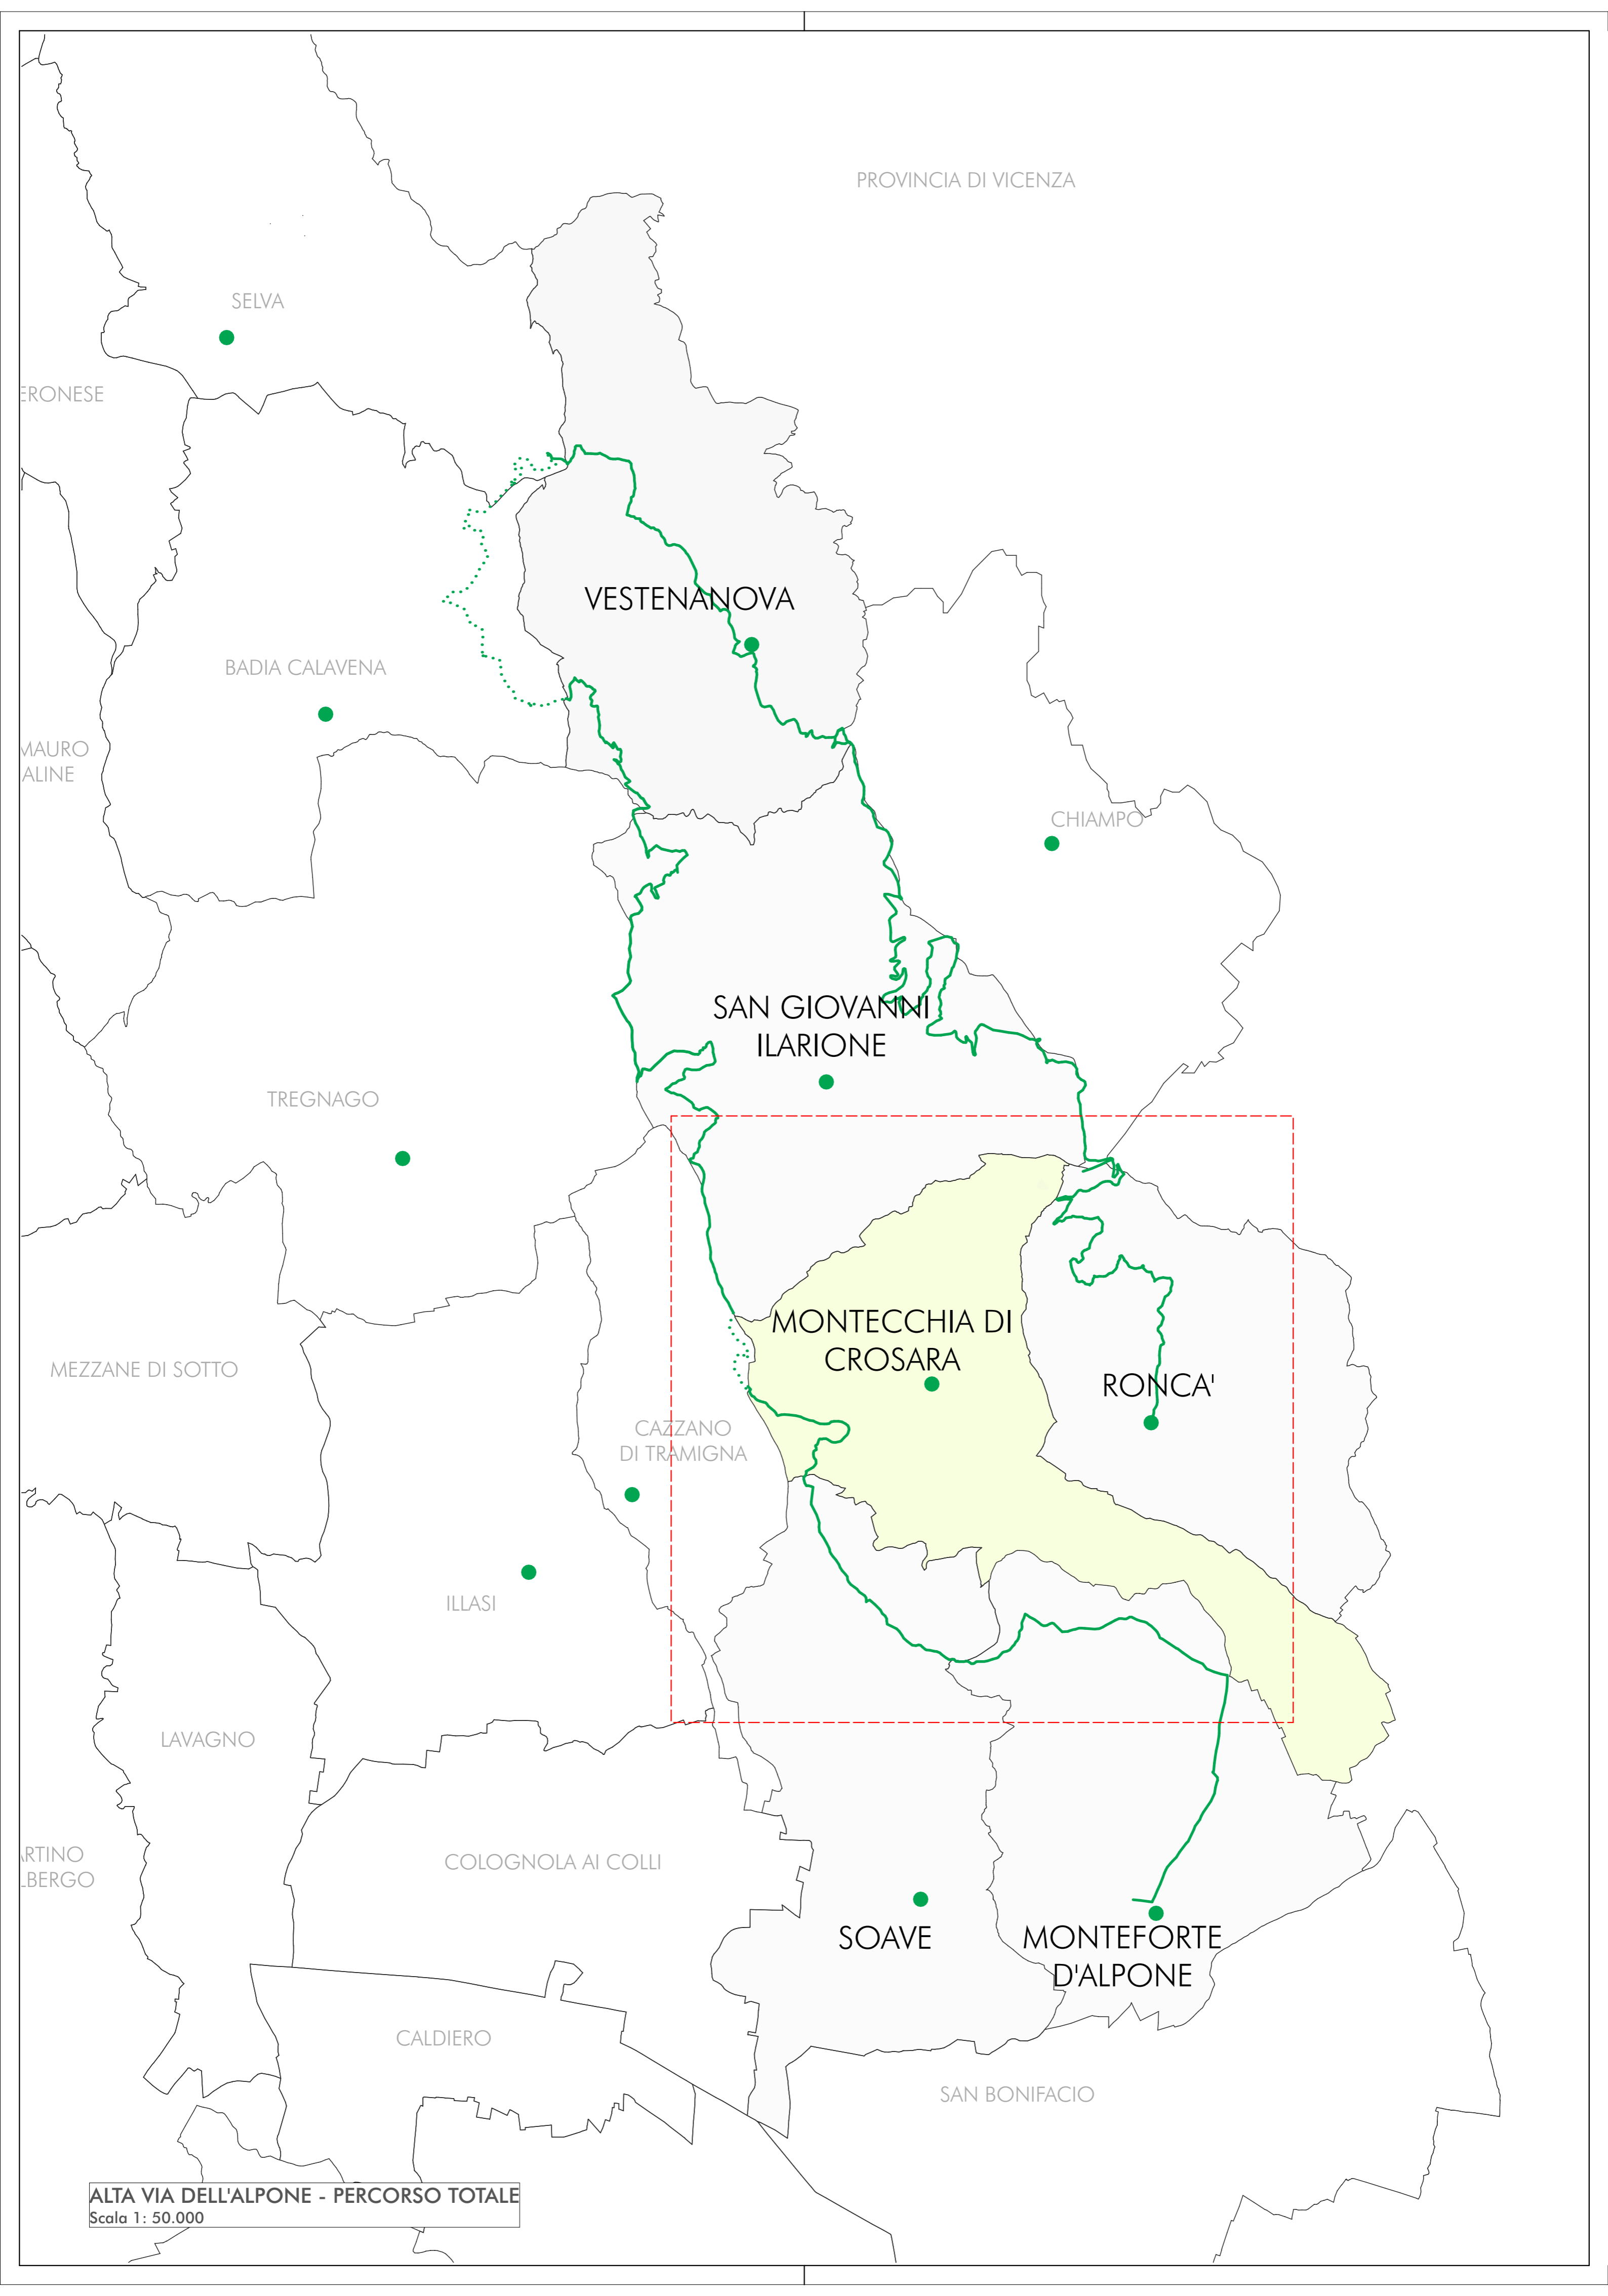 PROVINCIA DI VICENZA
SELVA
ERONESE
VESTENANOVA
BADIA CALAVENA
MAURO
ALINE
CHIAMPO
SAN GIOVANNI
ILARIONE
TREGNAGO
MONTECCHIA DI
CROSARA
MEZZANE DI SOTTO
RONCA'
CAZZANO
DI TRAMIGNA
ILLASI
LAVAGNO
ARTINO
LBERGO
COLOGNOLA AI COLLI
SOAVE
MONTEFORTE
D'ALPONE
CALDIERO
SAN BONIFACIO
ALTA VIA DELL'ALPONE - PERCORSO TOTALE
Scala 1: 50.000